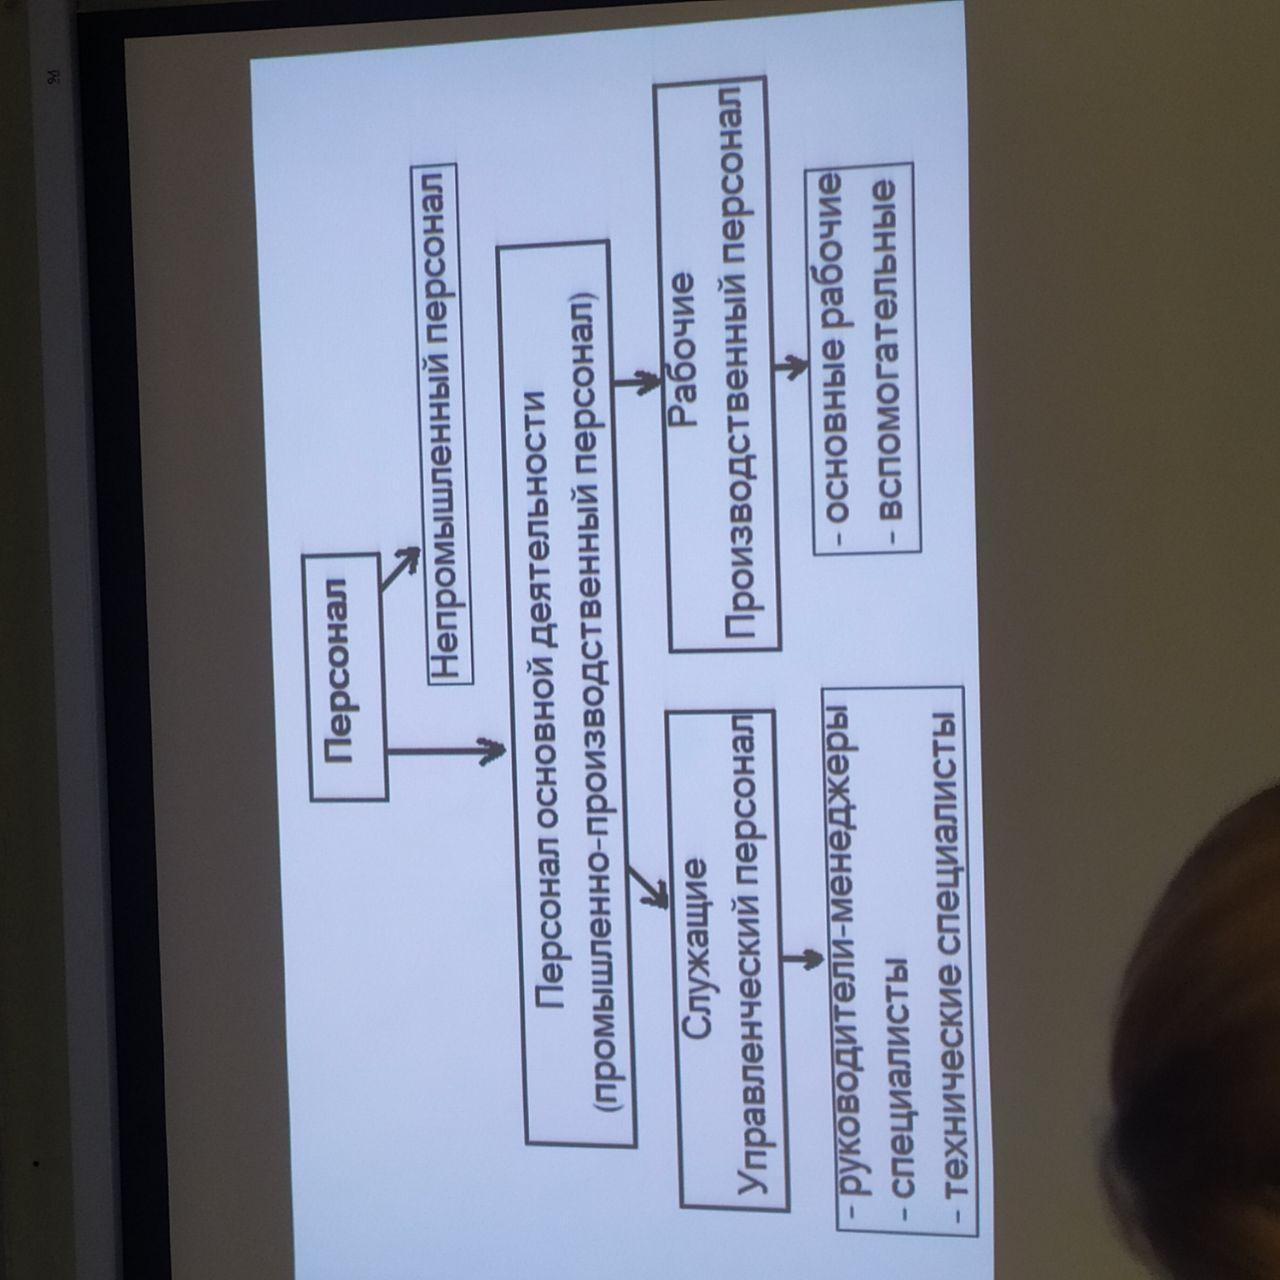 Персонал
Непромышленный персонал
Персонал основной деятельности
(промышленно-производственный персонал)
Служащие
Управленческий персонал
Рабочие
Производственный персонал
- руководители-менеджеры
- специалисты
- технические специалисты
- основные рабочие
- вспомогательные